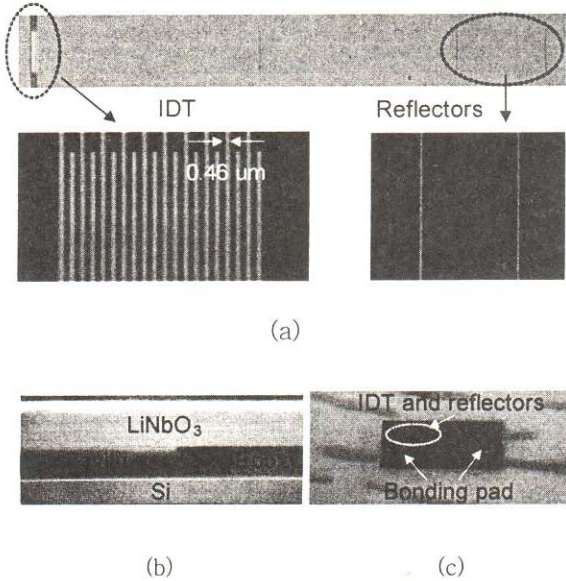 IDT
Reflectors
0.46 um
(a)
LiNbO3
Si
IDT and reflectors
Bonding pad
(b)
(c)